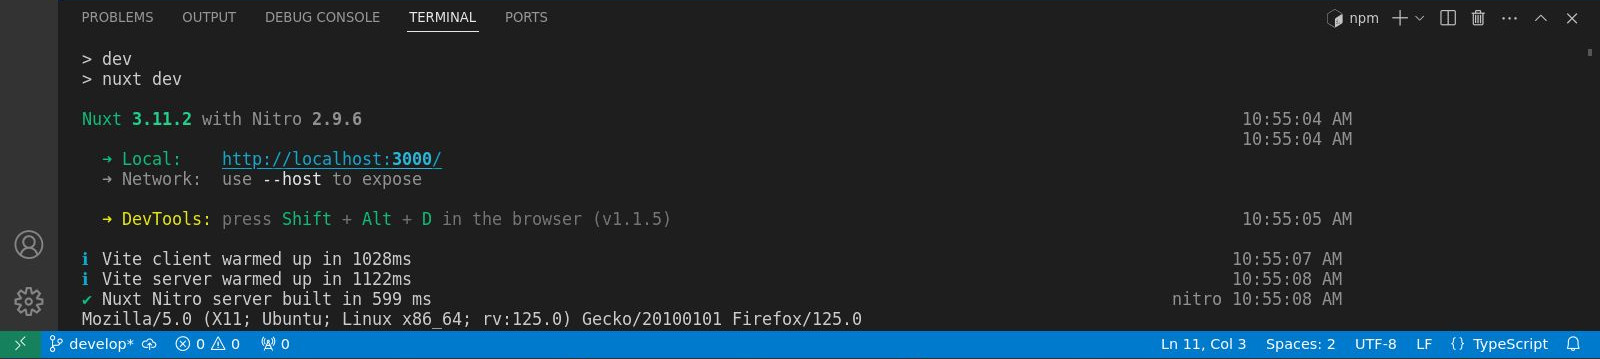 PROBLEMS OUTPUT DEBUG CONSOLE TERMINAL PORTS npm
> dev
> nuxt dev
Nuxt 3.11.2 with Nitro 2.9.6 10:55:04 AM
10:55:04 AM
➜ Local: http://localhost:3000/
➜ Network: use --host to expose
➜ DevTools: press Shift + Alt + D in the browser (v1.1.5) 10:55:05 AM
ℹ Vite client warmed up in 1028ms 10:55:07 AM
ℹ Vite server warmed up in 1122ms 10:55:08 AM
✔ Nuxt Nitro server built in 599 ms nitro 10:55:08 AM
Mozilla/5.0 (X11; Ubuntu; Linux x86_64; rv:125.0) Gecko/20100101 Firefox/125.0
develop* 0 0 0 Ln 11, Col 3 Spaces: 2 UTF-8 LF {} TypeScript